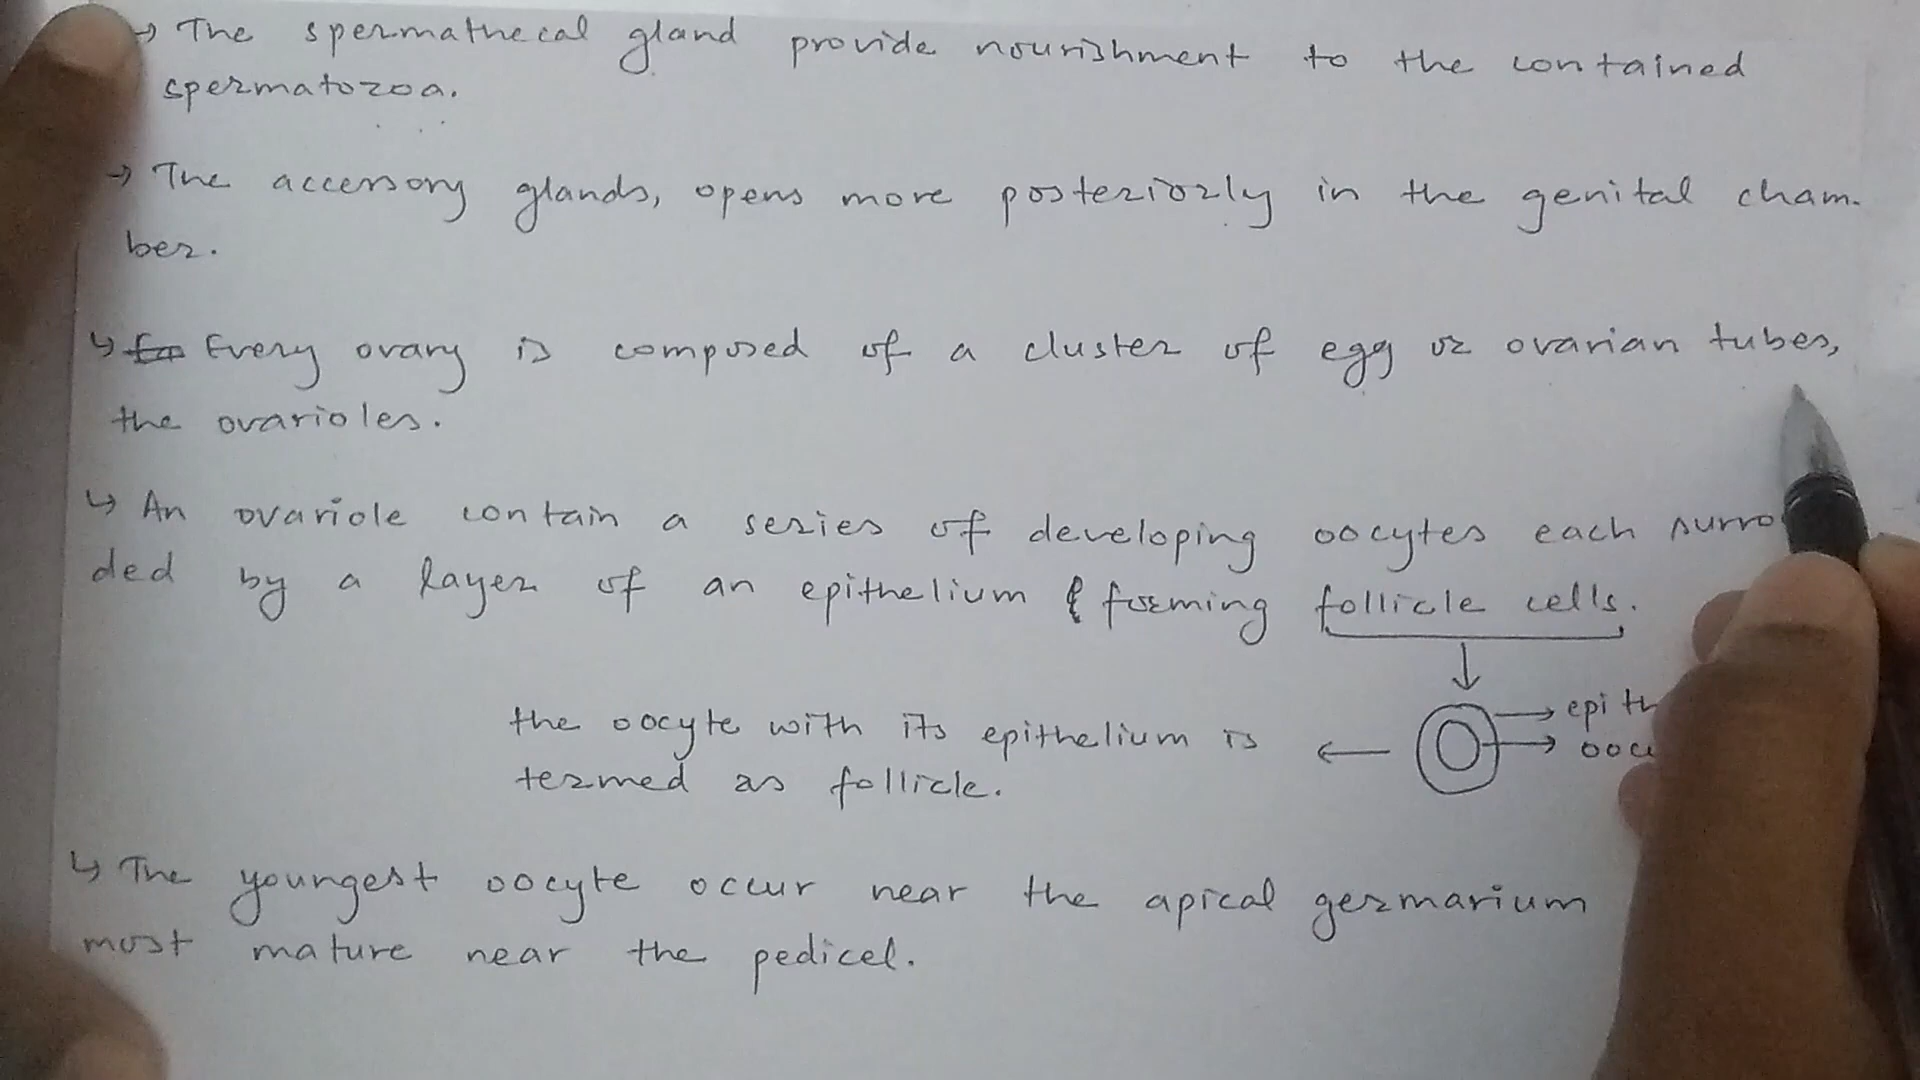 → The spermathecal gland provide nourishment to the contained
spermatozoa.
→ The accessory glands, opens more posteriorly in the genital cham-
ber.
↳ Every ovary is composed of a cluster of egg or ovarian tubes,
the ovarioles.
↳ An ovariole contain a series of developing oocytes each surro
ded by a layer of an epithelium & forming follicle cells.
↓
the oocyte with its epithelium is ← → epith
termed as follicle. → ooc
↳ The youngest oocyte occur near the apical germarium
most mature near the pedicel.